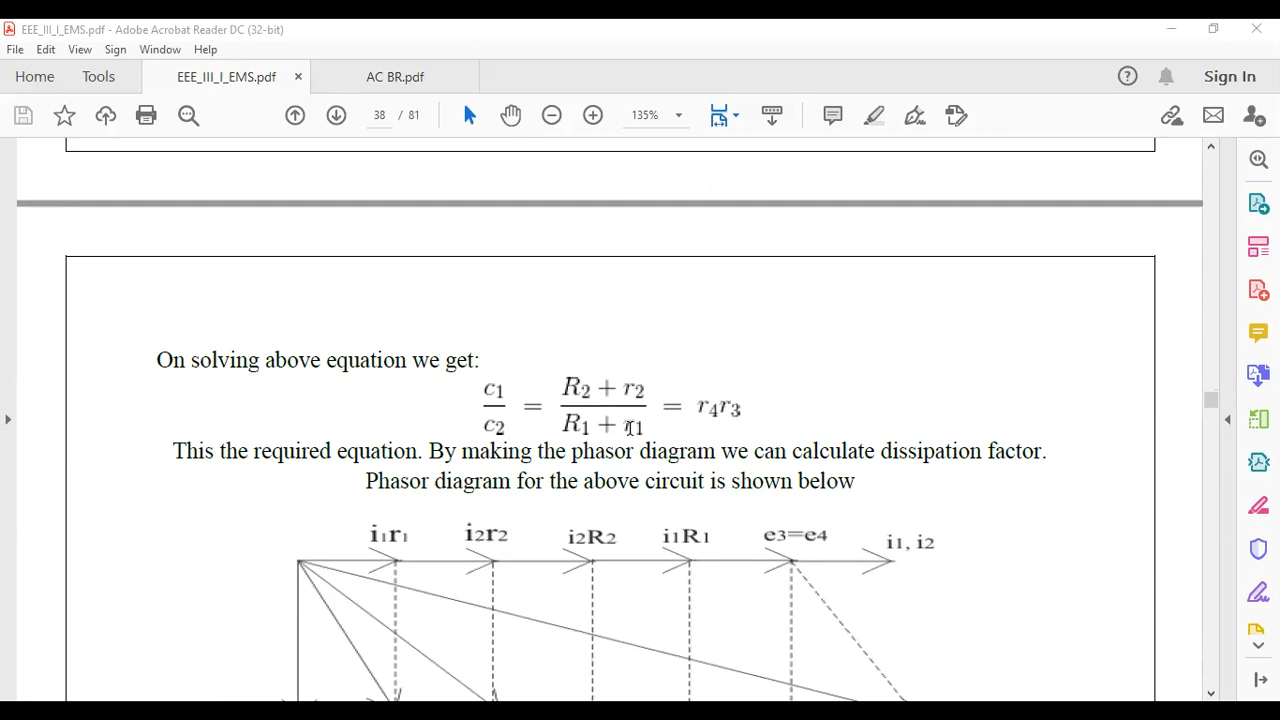 EEE_III_I_EMS.pdf - Adobe Acrobat Reader DC (32-bit)
File Edit View Sign Window Help
Home Tools EEE_III_I_EMS.pdf × AC BR.pdf Sign In
38 / 81 135%
On solving above equation we get:
c₁/c₂ = (R₂ + r₂)/(R₁ + r₁) = r₄r₃
This the required equation. By making the phasor diagram we can calculate dissipation factor.
Phasor diagram for the above circuit is shown below
i1r1 i2r2 i2R2 i1R1 e3=e4 i1, i2